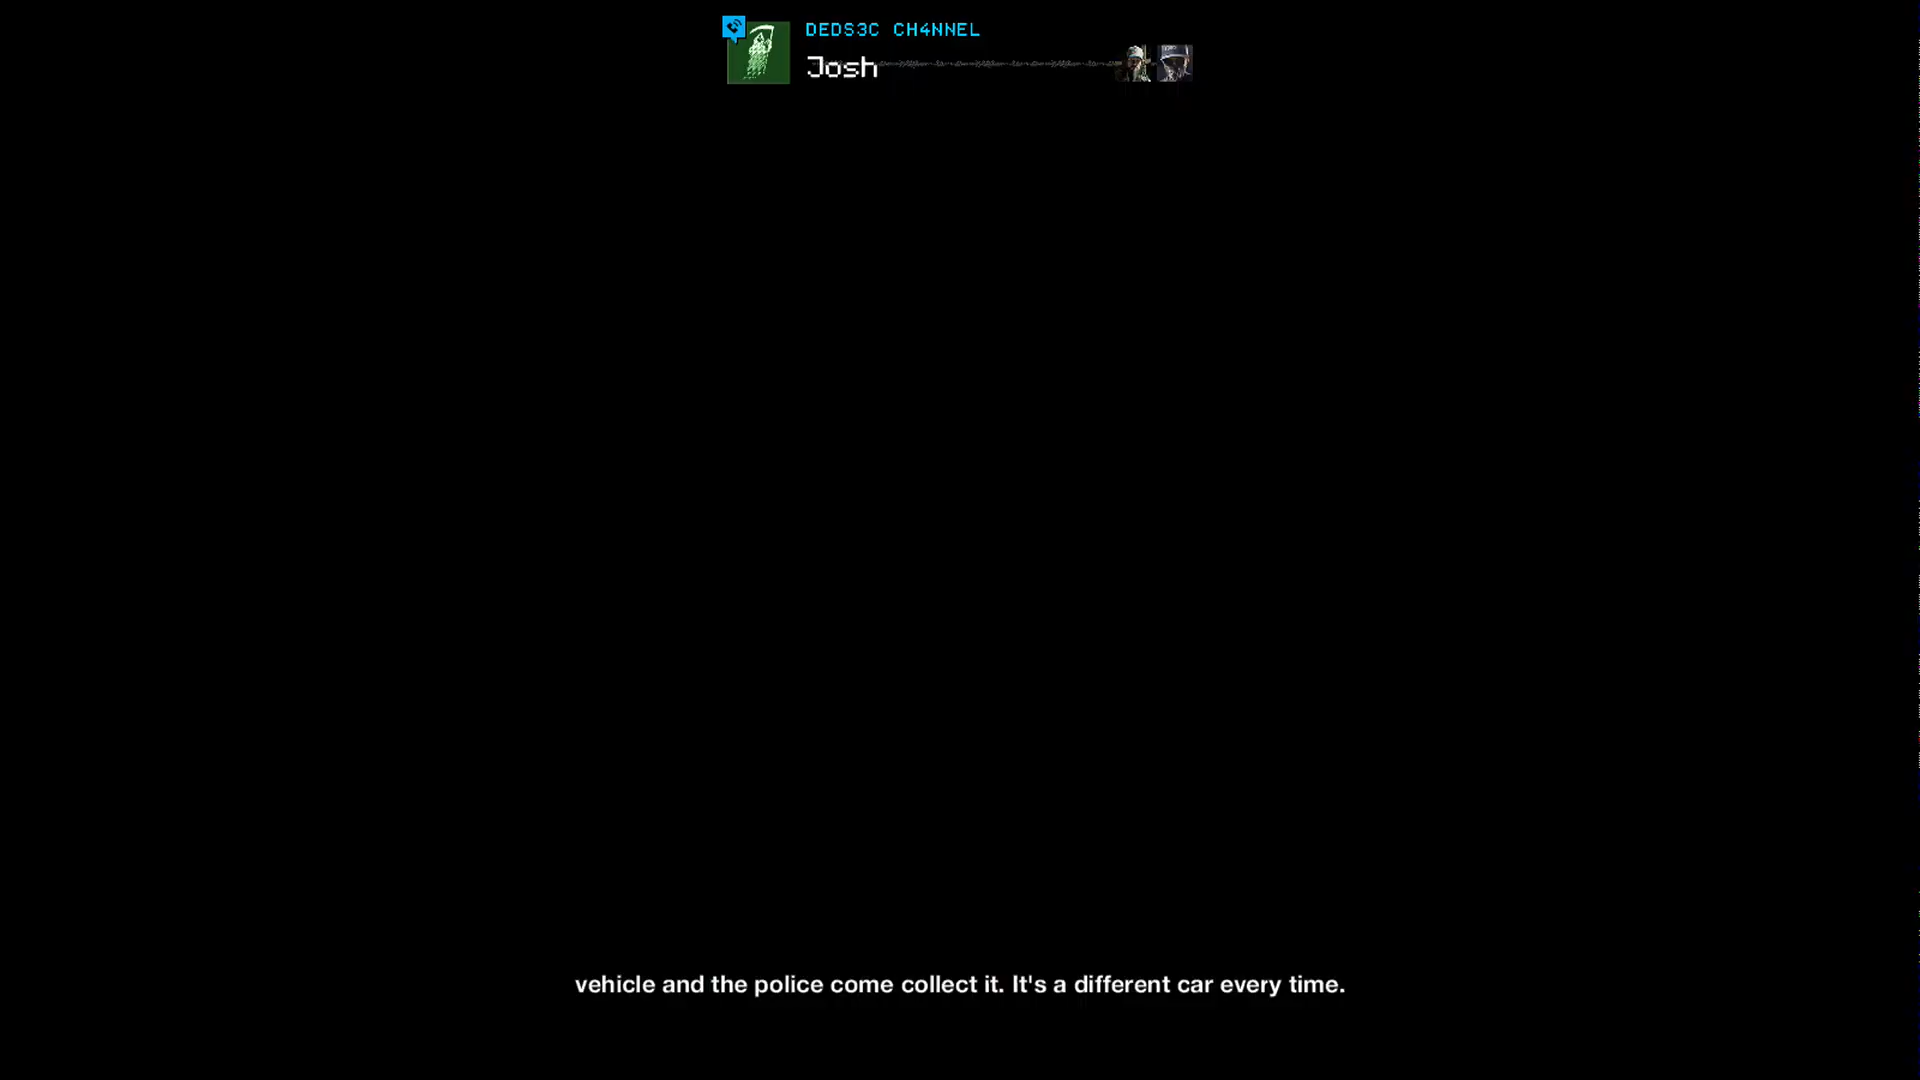 DEDS3C CH4NNEL
Josh
vehicle and the police come collect it. It's a different car every time.